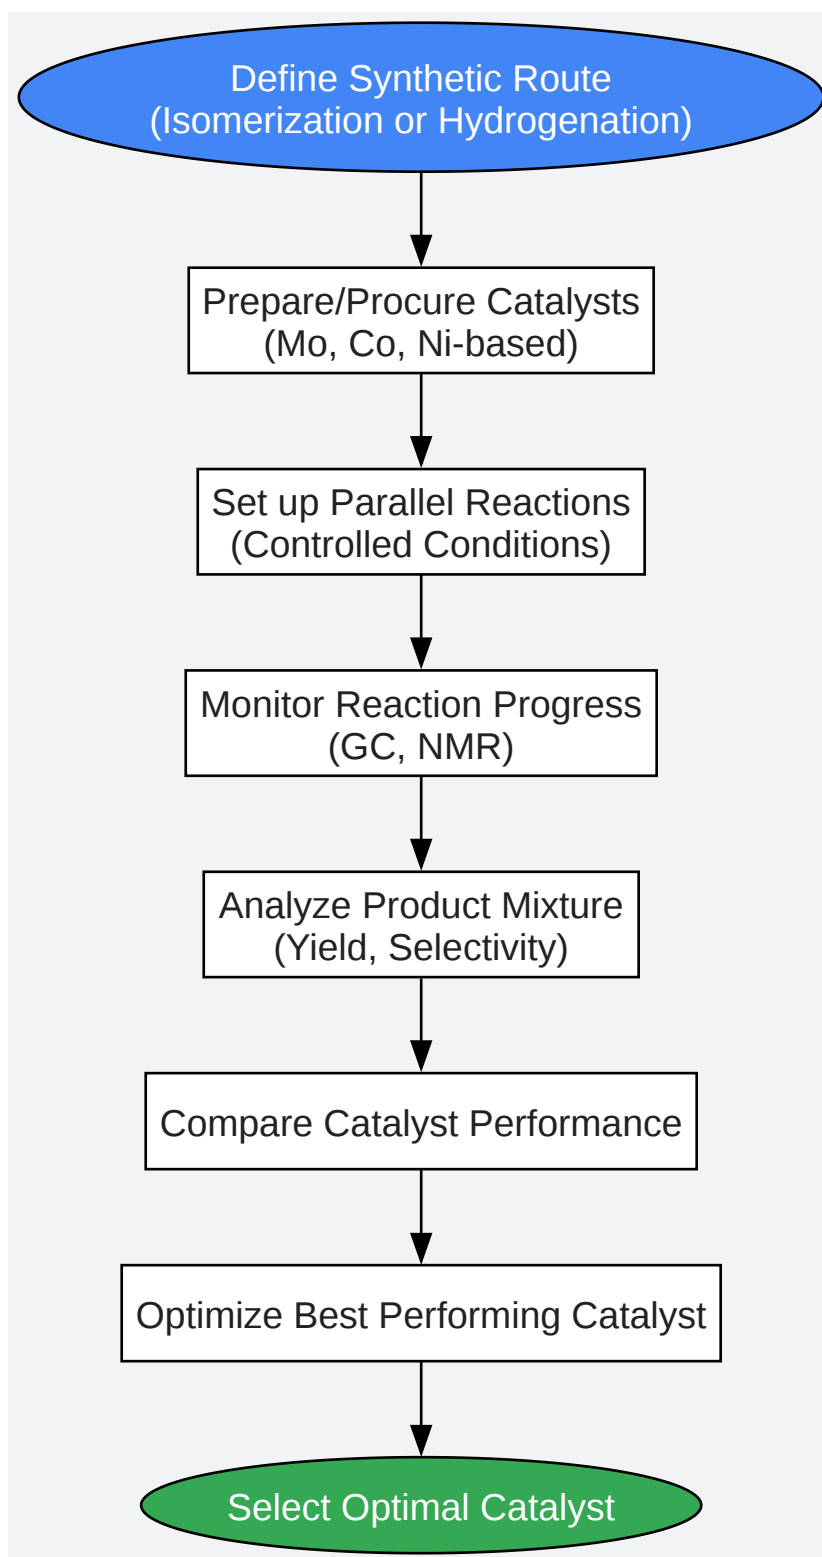 Define Synthetic Route
(Isomerization or Hydrogenation)
Prepare/Procure Catalysts
(Mo, Co, Ni-based)
Set up Parallel Reactions
(Controlled Conditions)
Monitor Reaction Progress
(GC, NMR)
Analyze Product Mixture
(Yield, Selectivity)
Compare Catalyst Performance
Optimize Best Performing Catalyst
Select Optimal Catalyst